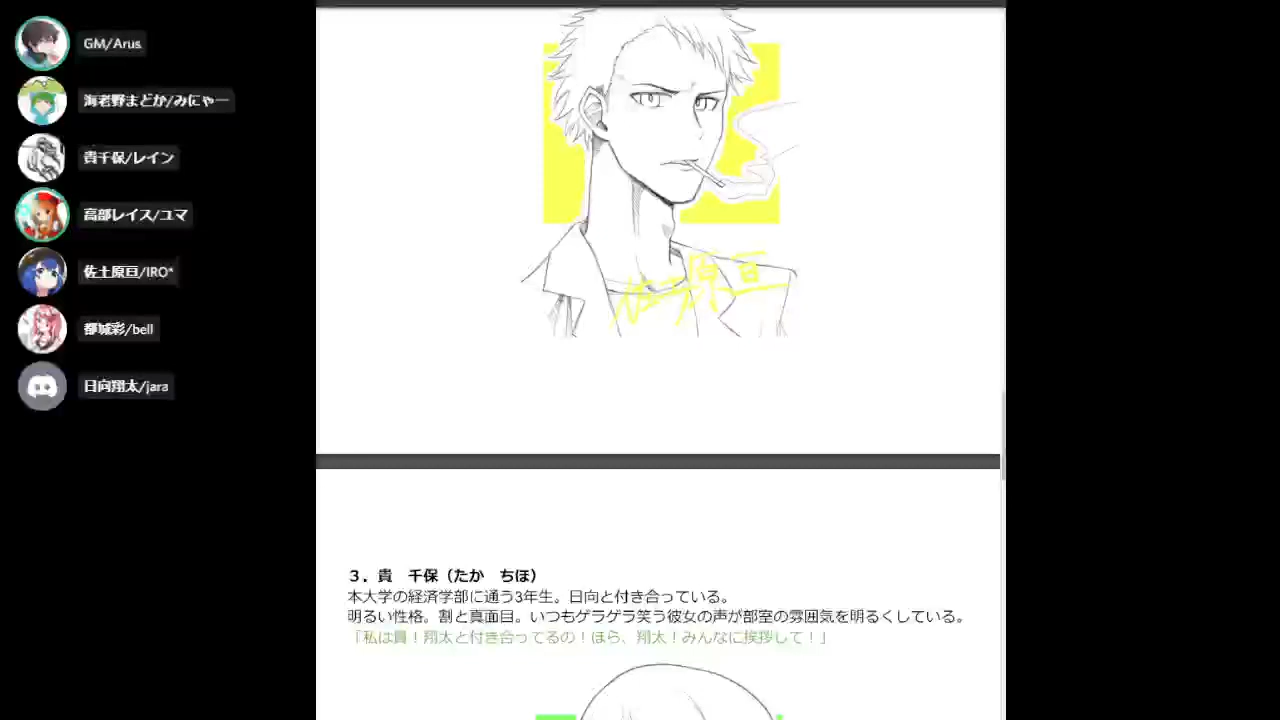 GM/Arus
海老野まどか/みにゃー
貴千保/レイン
高部レイス/ユマ
佐土原亘/IRO*
都城彩/bell
日向翔太/jara
佐土原亘
3．貴　千保（たか　ちほ）
本大学の経済学部に通う3年生。日向と付き合っている。
明るい性格。割と真面目。いつもゲラゲラ笑う彼女の声が部室の雰囲気を明るくしている。
「私は貴！翔太と付き合ってるの！ほら、翔太！みんなに挨拶して！」